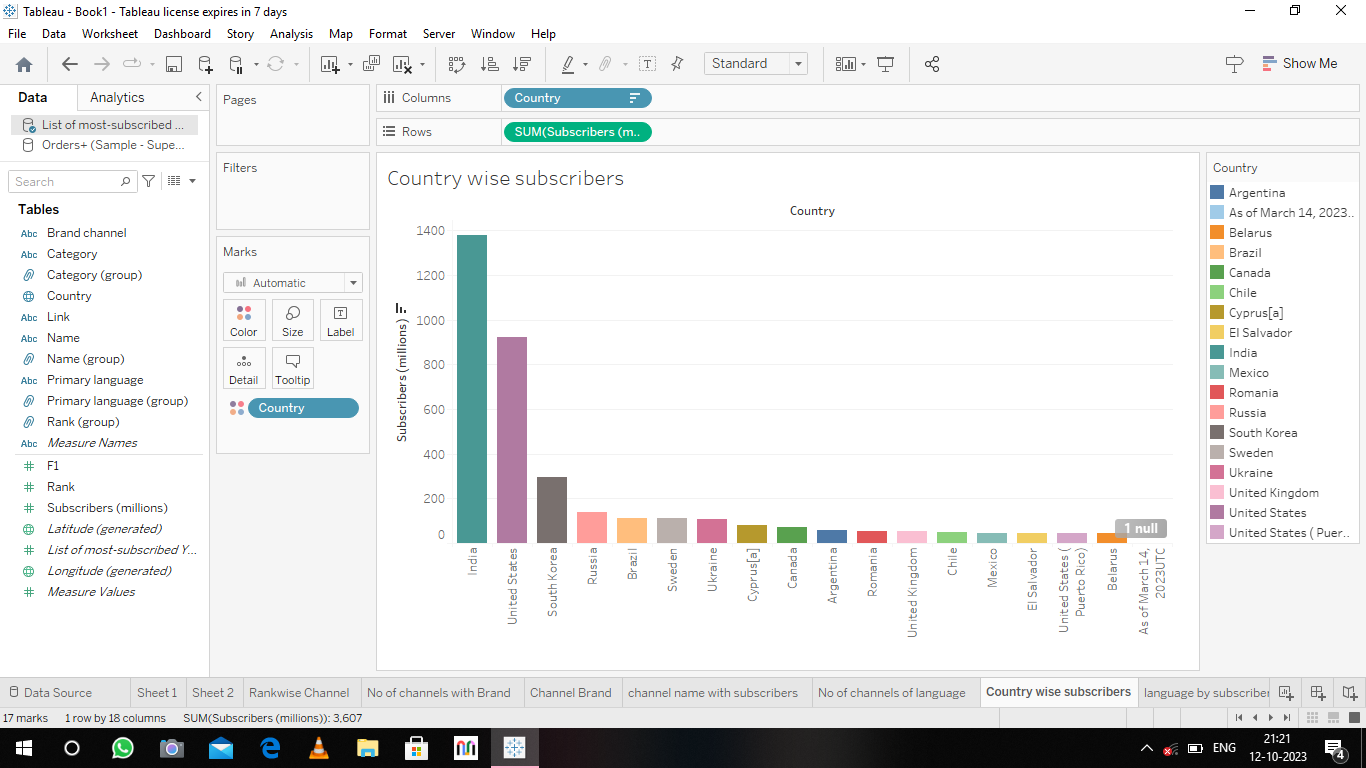 Tableau - Book1 - Tableau license expires in 7 days
File Data Worksheet Dashboard Story Analysis Map Format Server Window Help
Standard
Show Me
Data Analytics
List of most-subscribed ...
Orders+ (Sample - Supe...
Search
Tables
Abc Brand channel
Abc Category
Category (group)
Country
Abc Link
Abc Name
Name (group)
Abc Primary language
Primary language (group)
Rank (group)
Abc Measure Names
F1
Rank
Subscribers (millions)
Latitude (generated)
List of most-subscribed Y...
Longitude (generated)
Measure Values
Pages
Filters
Marks
Automatic
Color Size Label
Detail Tooltip
Country
Columns Country
Rows SUM(Subscribers (m..
Country wise subscribers
Country
Subscribers (millions)
1400
1200
1000
800
600
400
200
0
1 null
India
United States
South Korea
Russia
Brazil
Sweden
Ukraine
Cyprus[a]
Canada
Argentina
Romania
United Kingdom
Chile
Mexico
El Salvador
United States (
Puerto Rico)
Belarus
As of March 14,
2023UTC
Country
Argentina
As of March 14, 2023..
Belarus
Brazil
Canada
Chile
Cyprus[a]
El Salvador
India
Mexico
Romania
Russia
South Korea
Sweden
Ukraine
United Kingdom
United States
United States ( Puer..
Data Source Sheet 1 Sheet 2 Rankwise Channel No of channels with Brand Channel Brand channel name with subscribers No of channels of language Country wise subscribers language by subscriber
17 marks 1 row by 18 columns SUM(Subscribers (millions)): 3,607
ENG
21:21
12-10-2023
4